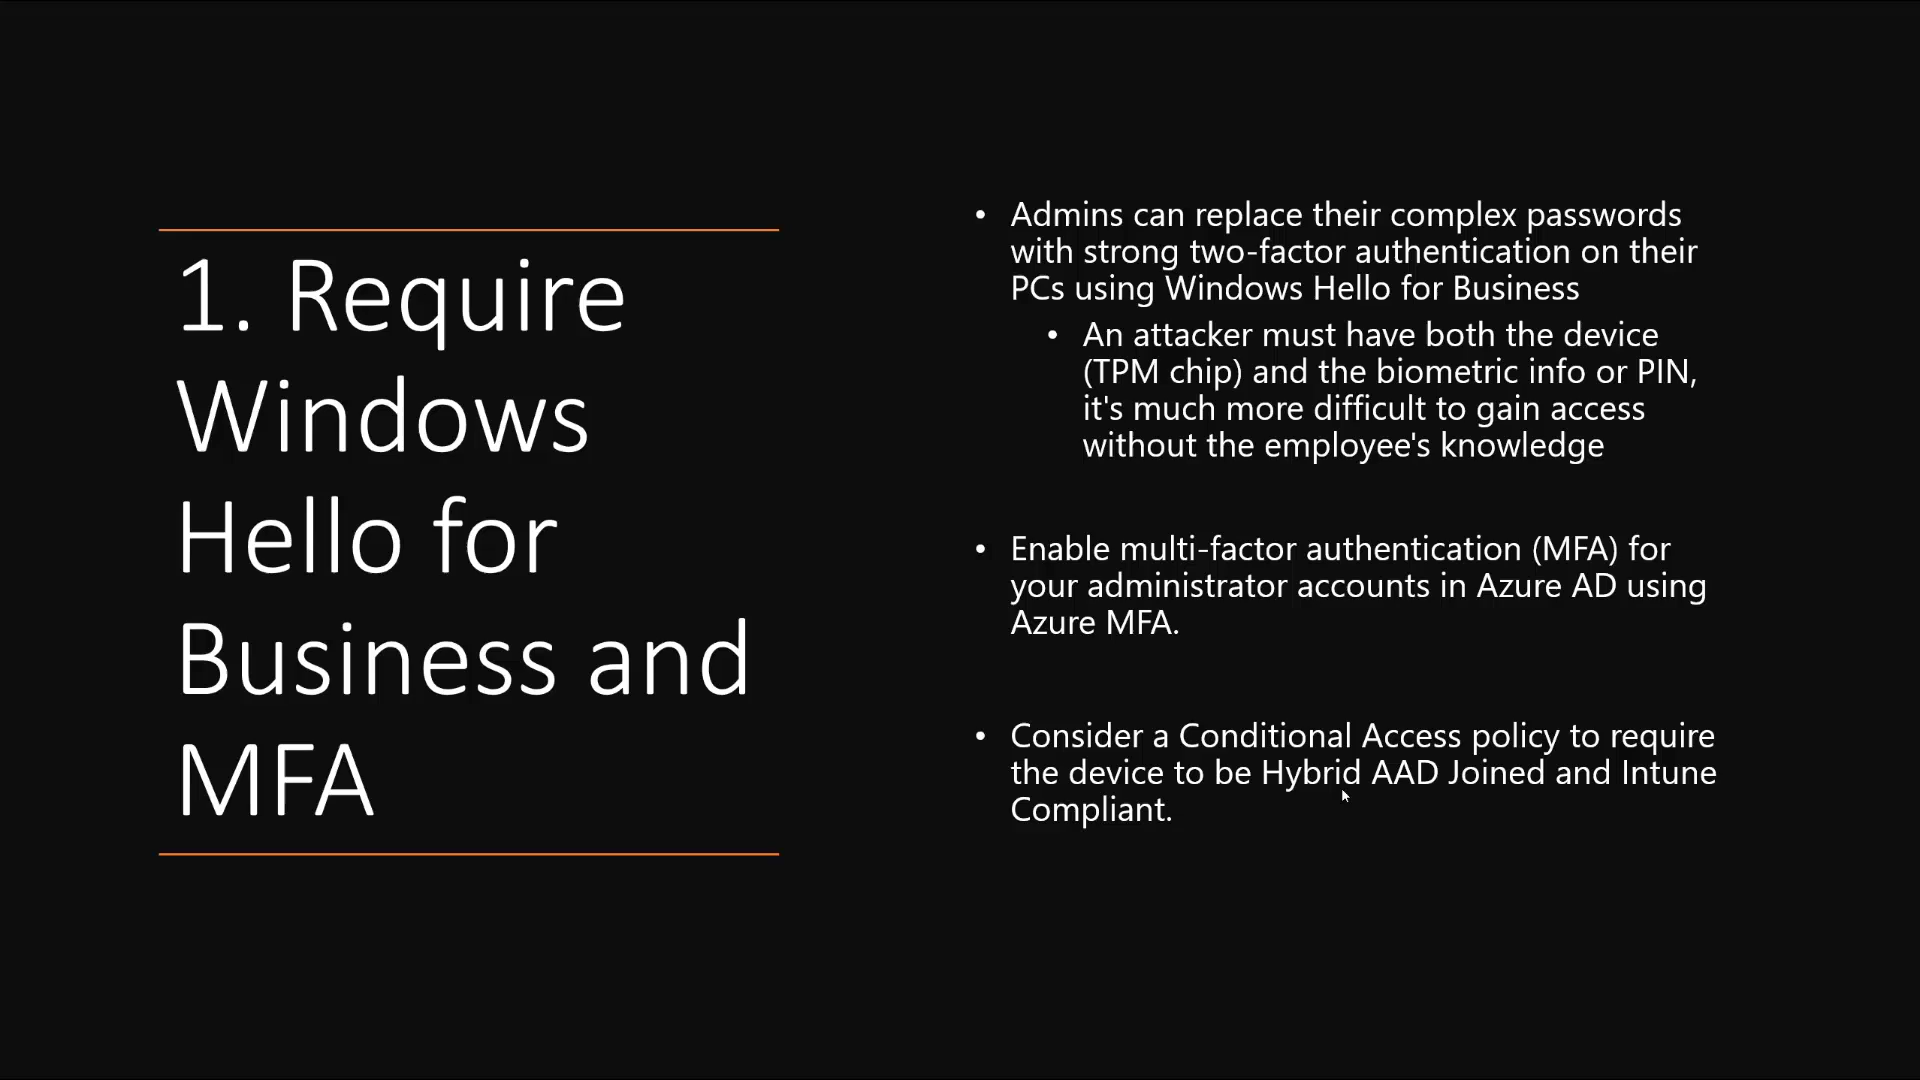 1. Require
Windows
Hello for
Business and
MFA
• Admins can replace their complex passwords
with strong two-factor authentication on their
PCs using Windows Hello for Business
• An attacker must have both the device
(TPM chip) and the biometric info or PIN,
it's much more difficult to gain access
without the employee's knowledge
• Enable multi-factor authentication (MFA) for
your administrator accounts in Azure AD using
Azure MFA.
• Consider a Conditional Access policy to require
the device to be Hybrid AAD Joined and Intune
Compliant.